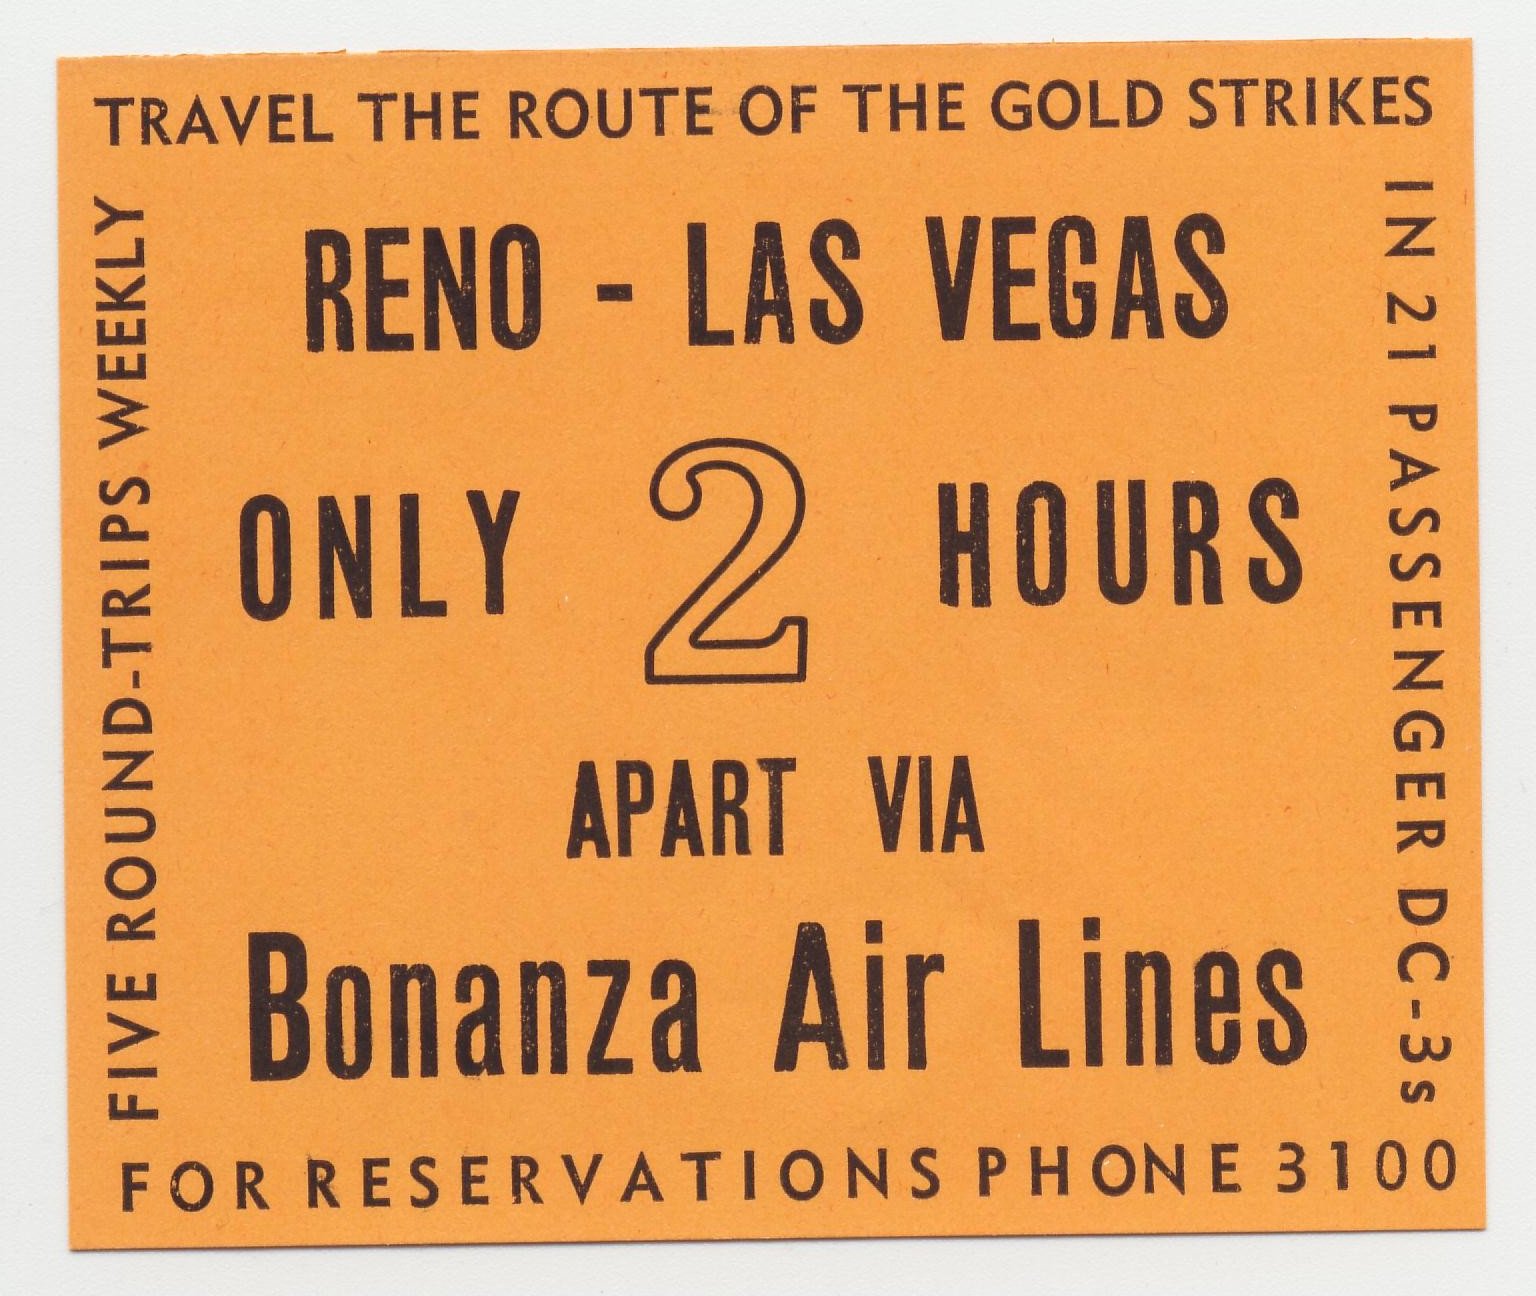 TRAVEL THE ROUTE OF THE GOLD STRIKES
FIVE ROUND-TRIPS WEEKLY
RENO - LAS VEGAS
ONLY 2 HOURS
APART VIA
Bonanza Air Lines
IN 21 PASSENGER DC-3s
FOR RESERVATIONS PHONE 3100